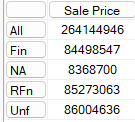 Sale Price
All 264144946
Fin 84498547
NA 8368700
RFn 85273063
Unf 86004636